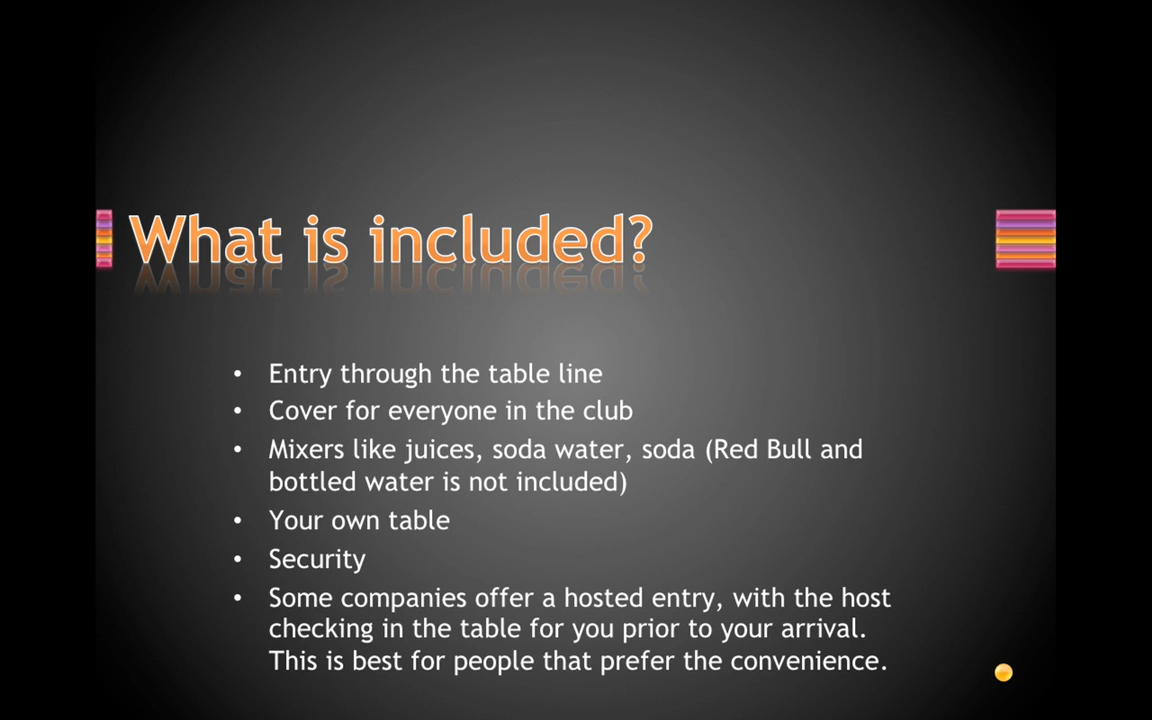 What is included?
• Entry through the table line
• Cover for everyone in the club
• Mixers like juices, soda water, soda (Red Bull and
bottled water is not included)
• Your own table
• Security
• Some companies offer a hosted entry, with the host
checking in the table for you prior to your arrival.
This is best for people that prefer the convenience.